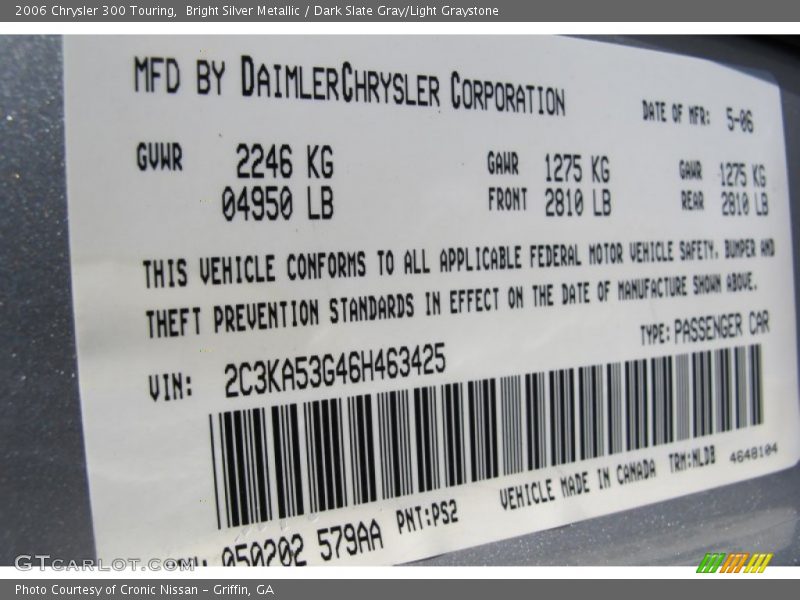 2006 Chrysler 300 Touring, Bright Silver Metallic / Dark Slate Gray/Light Graystone
MFD BY DAIMLERCHRYSLER CORPORATION
DATE OF MFR: 5-06
GVWR 2246 KG GAWR 1275 KG GAWR 1275 KG
04950 LB FRONT 2810 LB REAR 2810 LB
THIS VEHICLE CONFORMS TO ALL APPLICABLE FEDERAL MOTOR VEHICLE SAFETY, BUMPER AND
THEFT PREVENTION STANDARDS IN EFFECT ON THE DATE OF MANUFACTURE SHOWN ABOVE.
VIN: 2C3KA53G46H463425 TYPE: PASSENGER CAR
050202 579AA PNT:PS2 VEHICLE MADE IN CANADA TRM:NLDB 4648104
GTCARLOT.COM
Photo Courtesy of Cronic Nissan – Griffin, GA